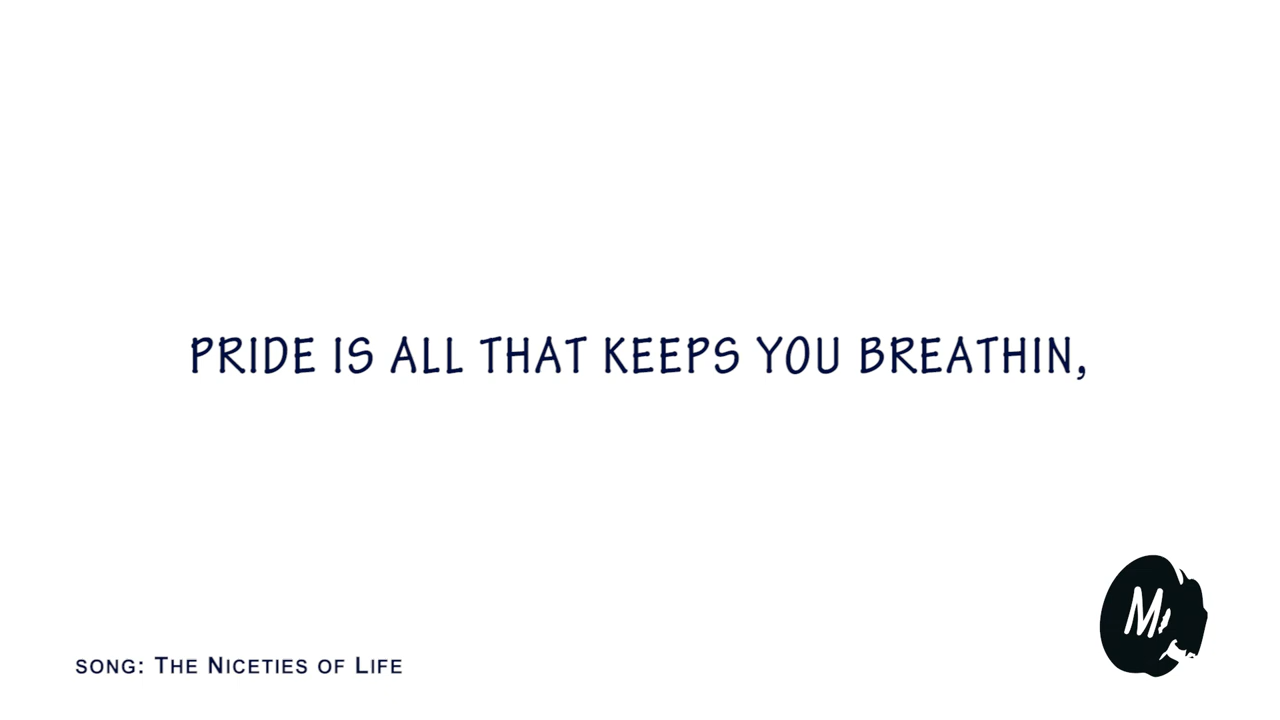 PRIDE IS ALL THAT KEEPS YOU BREATHIN,
M
SONG: THE NICETIES OF LIFE